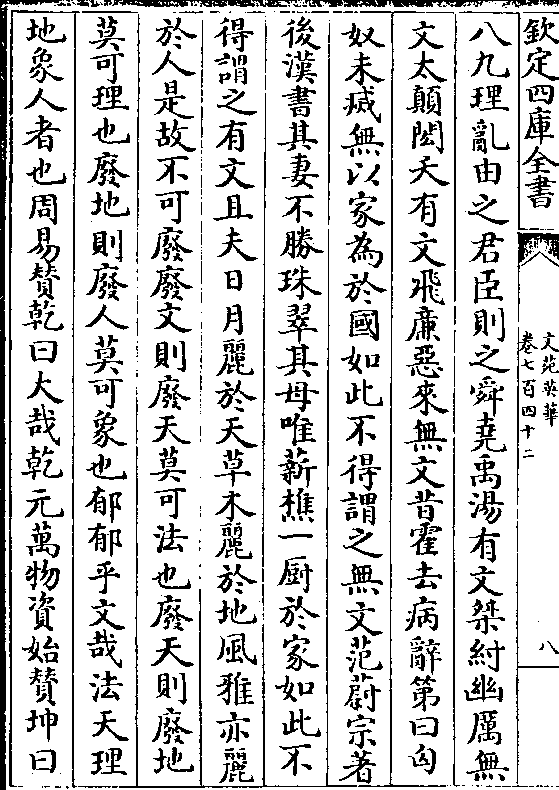 欽定四庫全書
文苑英華
卷七百四十二
八
八九理亂由之君臣則之舜堯禹湯有文桀紂幽厲無
文太顛閎夭有文飛亷惡來無文昔霍去病辭第曰匈
奴未㓕無以家為於國如此不得謂之無文范蔚宗著
後漢書其妻不勝珠翠其母唯薪樵一厨於家如此不
得謂之有文且夫日月麗於天草木麗於地風雅亦麗
於人是故不可廢廢文則廢天莫可法也廢天則廢地
莫可理也廢地則廢人莫可象也郁郁乎文哉法天理
地象人者也周易賛乾曰大哉乾元萬物資始賛坤曰